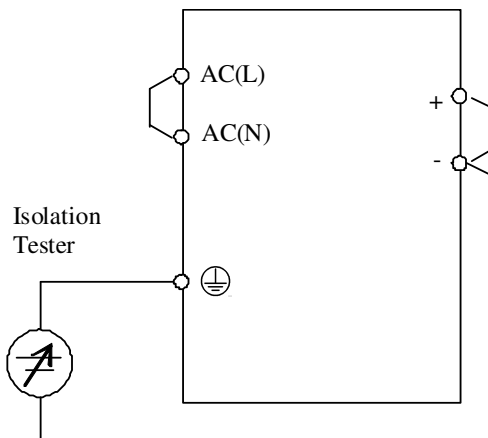 AC(L)
+
AC(N)
-
Isolation
Tester